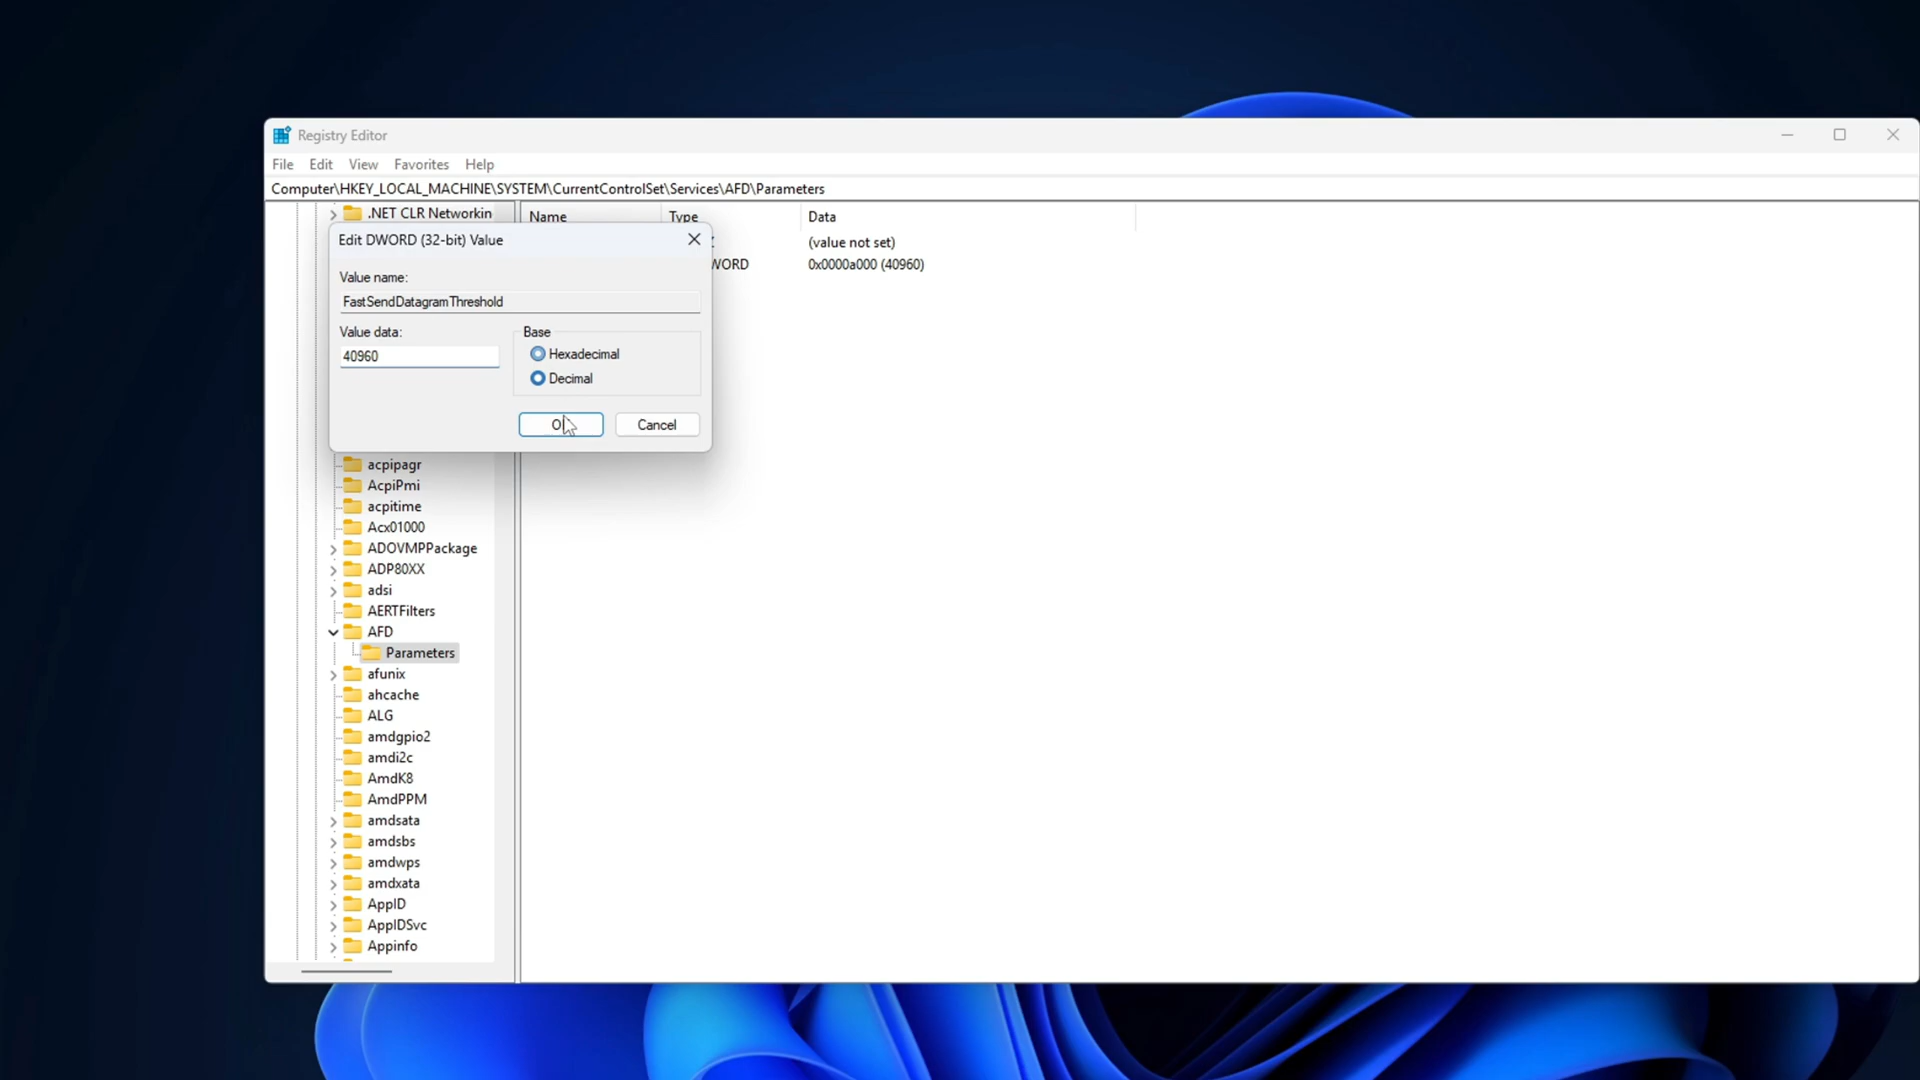 Registry Editor
File Edit View Favorites Help
Computer\HKEY_LOCAL_MACHINE\SYSTEM\CurrentControlSet\Services\AFD\Parameters
.NET CLR Networkin
Name Type Data
Edit DWORD (32-bit) Value
(value not set)
WORD 0x0000a000 (40960)
Value name:
FastSendDatagramThreshold
Value data:
Base
40960
Hexadecimal
Decimal
Cancel
acpipagr
AcpiPmi
acpitime
Acx01000
ADOVMPPackage
ADP80XX
adsi
AERTFilters
AFD
Parameters
afunix
ahcache
ALG
amdgpio2
amdi2c
AmdK8
AmdPPM
amdsata
amdsbs
amdwps
amdxata
AppID
AppIDSvc
Appinfo